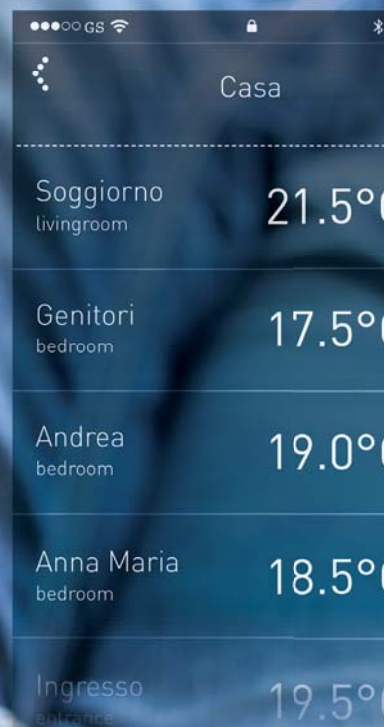 GS
Casa
Soggiorno 21.5°C
livingroom
Genitori 17.5°C
bedroom
Andrea 19.0°C
bedroom
Anna Maria 18.5°C
bedroom
Ingresso 19.5°C
entrance